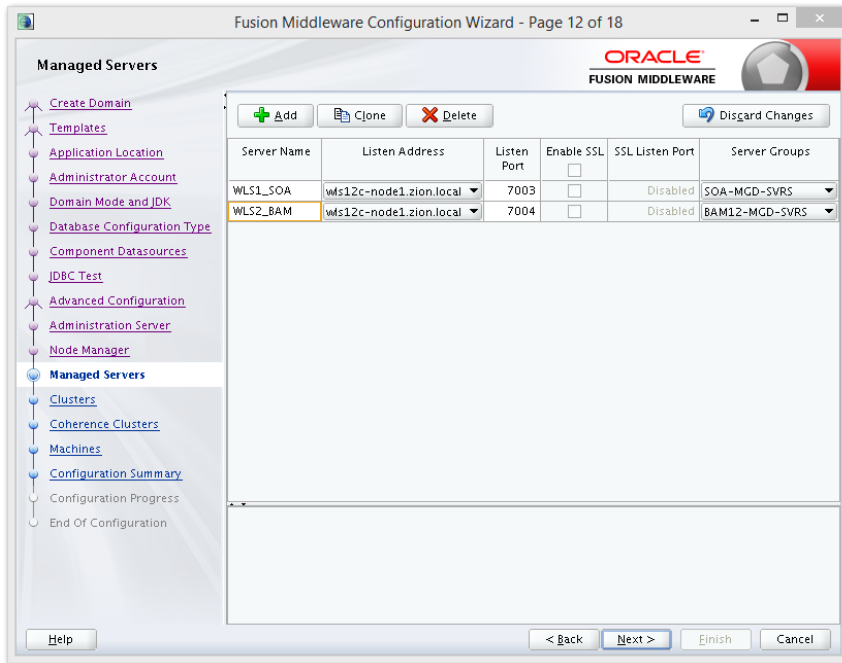 Fusion Middleware Configuration Wizard - Page 12 of 18
Managed Servers
ORACLE
FUSION MIDDLEWARE
Create Domain
Templates
Application Location
Administrator Account
Domain Mode and JDK
Database Configuration Type
Component Datasources
JDBC Test
Advanced Configuration
Administration Server
Node Manager
Managed Servers
Clusters
Coherence Clusters
Machines
Configuration Summary
Configuration Progress
End Of Configuration
Add Clone Delete Discard Changes
Server Name Listen Address Listen Port Enable SSL SSL Listen Port Server Groups
WLS1_SOA wls12c-node1.zion.local 7003 Disabled SOA-MGD-SVRS
WLS2_BAM wls12c-node1.zion.local 7004 Disabled BAM12-MGD-SVRS
Help < Back Next > Finish Cancel